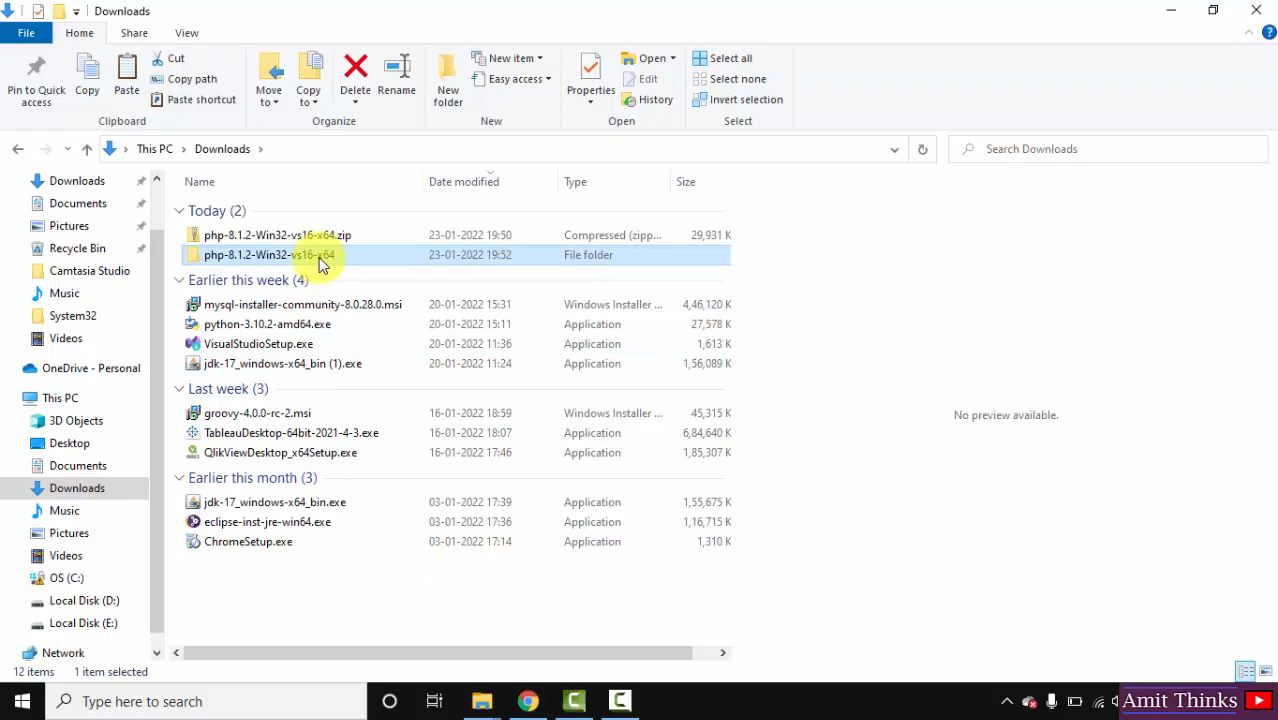 Downloads
File
Home
Share
View
Pin to Quick access
Copy
Paste
Cut
Copy path
Paste shortcut
Clipboard
Move to
Copy to
Delete
Rename
Organize
New folder
New item
Easy access
New
Properties
Open
Edit
History
Open
Select all
Select none
Invert selection
Select
This PC > Downloads >
Search Downloads
Downloads
Documents
Pictures
Recycle Bin
Camtasia Studio
Music
System32
Videos
OneDrive - Personal
This PC
3D Objects
Desktop
Documents
Downloads
Music
Pictures
Videos
OS (C:)
Local Disk (D:)
Local Disk (E:)
Network
Name Date modified Type Size
Today (2)
php-8.1.2-Win32-vs16-x64.zip 23-01-2022 19:50 Compressed (zipp... 29,931 K
php-8.1.2-Win32-vs16-x64 23-01-2022 19:52 File folder
Earlier this week (4)
mysql-installer-community-8.0.28.0.msi 20-01-2022 15:31 Windows Installer ... 4,46,120 K
python-3.10.2-amd64.exe 20-01-2022 15:11 Application 27,578 K
VisualStudioSetup.exe 20-01-2022 11:36 Application 1,613 K
jdk-17_windows-x64_bin (1).exe 20-01-2022 11:24 Application 1,56,089 K
Last week (3)
groovy-4.0.0-rc-2.msi 16-01-2022 18:59 Windows Installer ... 45,315 K
TableauDesktop-64bit-2021-4-3.exe 16-01-2022 18:07 Application 6,84,640 K
QlikViewDesktop_x64Setup.exe 16-01-2022 17:46 Application 1,85,307 K
Earlier this month (3)
jdk-17_windows-x64_bin.exe 03-01-2022 17:39 Application 1,55,675 K
eclipse-inst-jre-win64.exe 03-01-2022 17:36 Application 1,16,715 K
ChromeSetup.exe 03-01-2022 17:14 Application 1,310 K
No preview available.
12 items 1 item selected
Type here to search
Amit Thinks